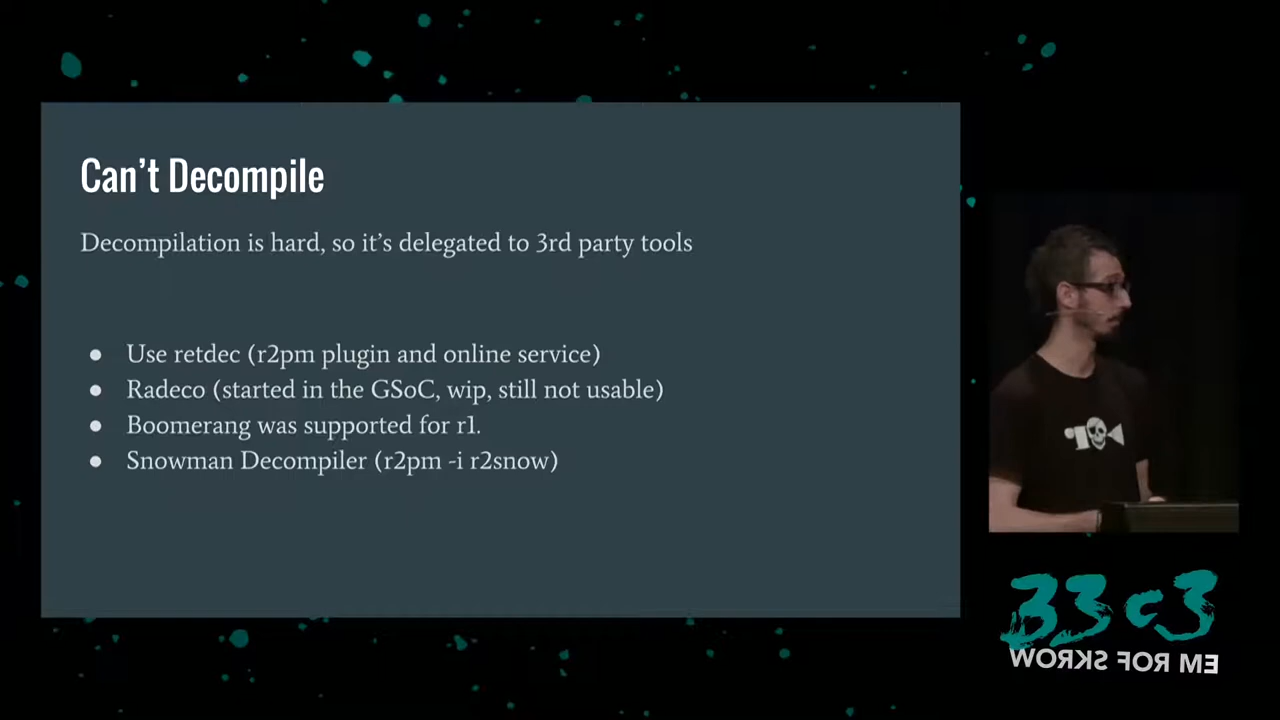 Can't Decompile
Decompilation is hard, so it's delegated to 3rd party tools
● Use retdec (r2pm plugin and online service)
● Radeco (started in the GSoC, wip, still not usable)
● Boomerang was supported for r1.
● Snowman Decompiler (r2pm -i r2snow)
33c3
WORKS FOR ME